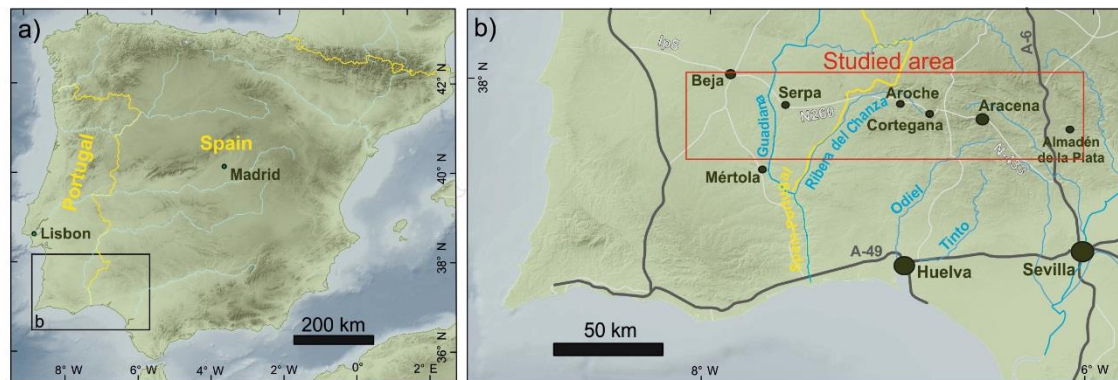 a)
42° N
40° N
38° N
36° N
Portugal
Spain
Madrid
Lisbon
b
200 km
8° W
6° W
4° W
2° W
0°
2° E
b)
38° N
Studied area
A-6
Beja
Serpa
Aroche
Aracena
Guadiana
Cortegana
Ribera del Chanza
Almadén
de la Plata
Mértola
Odiel
Tinto
A-49
Huelva
Sevilla
50 km
8° W
6° W